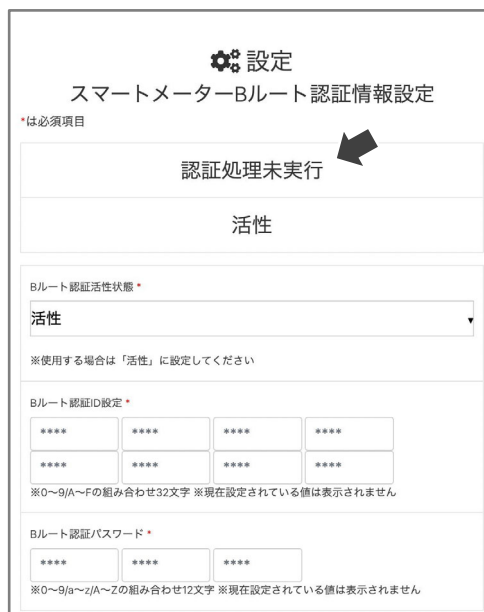 設定
スマートメーターBルート認証情報設定
*は必須項目
認証処理未実行
活性
Bルート認証活性状態 *
活性
※使用する場合は「活性」に設定してください
Bルート認証ID設定 *
**** **** **** ****
**** **** **** ****
※0〜9/A〜Fの組み合わせ32文字 ※現在設定されている値は表示されません
Bルート認証パスワード *
**** **** ****
※0〜9/a〜z/A〜Zの組み合わせ12文字 ※現在設定されている値は表示されません